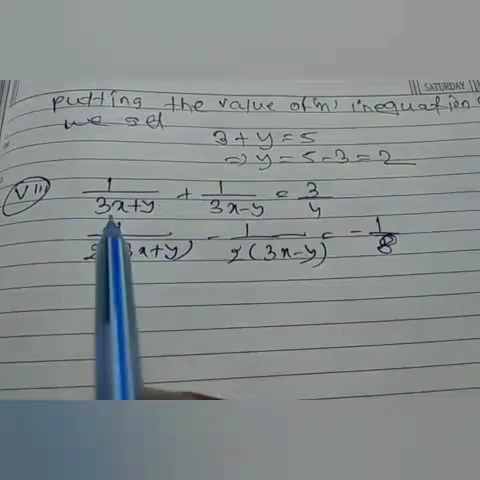 SATURDAY
putting the value of 'n' inequation
we get
3 + y = 5
=> y = 5 - 3 = 2
VIII) 1/(3x+y) + 1/(3x-y) = 3/4
1/2(3x+y) - 1/2(3x-y) = -1/8